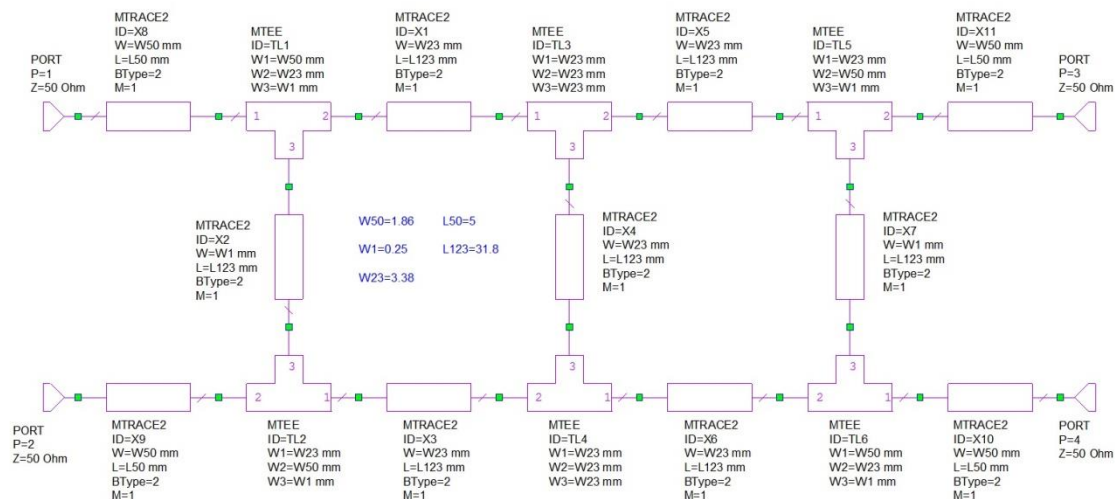 MTRACE2
ID=X8
W=W50 mm
L=L50 mm
BType=2
M=1
MTEE
ID=TL1
W1=W50 mm
W2=W23 mm
W3=W1 mm
MTRACE2
ID=X1
W=W23 mm
L=L123 mm
BType=2
M=1
MTEE
ID=TL3
W1=W23 mm
W2=W23 mm
W3=W23 mm
MTRACE2
ID=X5
W=W23 mm
L=L123 mm
BType=2
M=1
MTEE
ID=TL5
W1=W23 mm
W2=W50 mm
W3=W1 mm
MTRACE2
ID=X11
W=W50 mm
L=L50 mm
BType=2
M=1
PORT
P=1
Z=50 Ohm
PORT
P=3
Z=50 Ohm
1 2
3
1 2
3
1 2
3
MTRACE2
ID=X2
W=W1 mm
L=L123 mm
BType=2
M=1
W50=1.86 L50=5
W1=0.25 L123=31.8
W23=3.38
MTRACE2
ID=X4
W=W23 mm
L=L123 mm
BType=2
M=1
MTRACE2
ID=X7
W=W1 mm
L=L123 mm
BType=2
M=1
3
2 1
3
2 1
3
2 1
PORT
P=2
Z=50 Ohm
MTRACE2
ID=X9
W=W50 mm
L=L50 mm
BType=2
M=1
MTEE
ID=TL2
W1=W23 mm
W2=W50 mm
W3=W1 mm
MTRACE2
ID=X3
W=W23 mm
L=L123 mm
BType=2
M=1
MTEE
ID=TL4
W1=W23 mm
W2=W23 mm
W3=W23 mm
MTRACE2
ID=X6
W=W23 mm
L=L123 mm
BType=2
M=1
MTEE
ID=TL6
W1=W50 mm
W2=W23 mm
W3=W1 mm
MTRACE2
ID=X10
W=W50 mm
L=L50 mm
BType=2
M=1
PORT
P=4
Z=50 Ohm